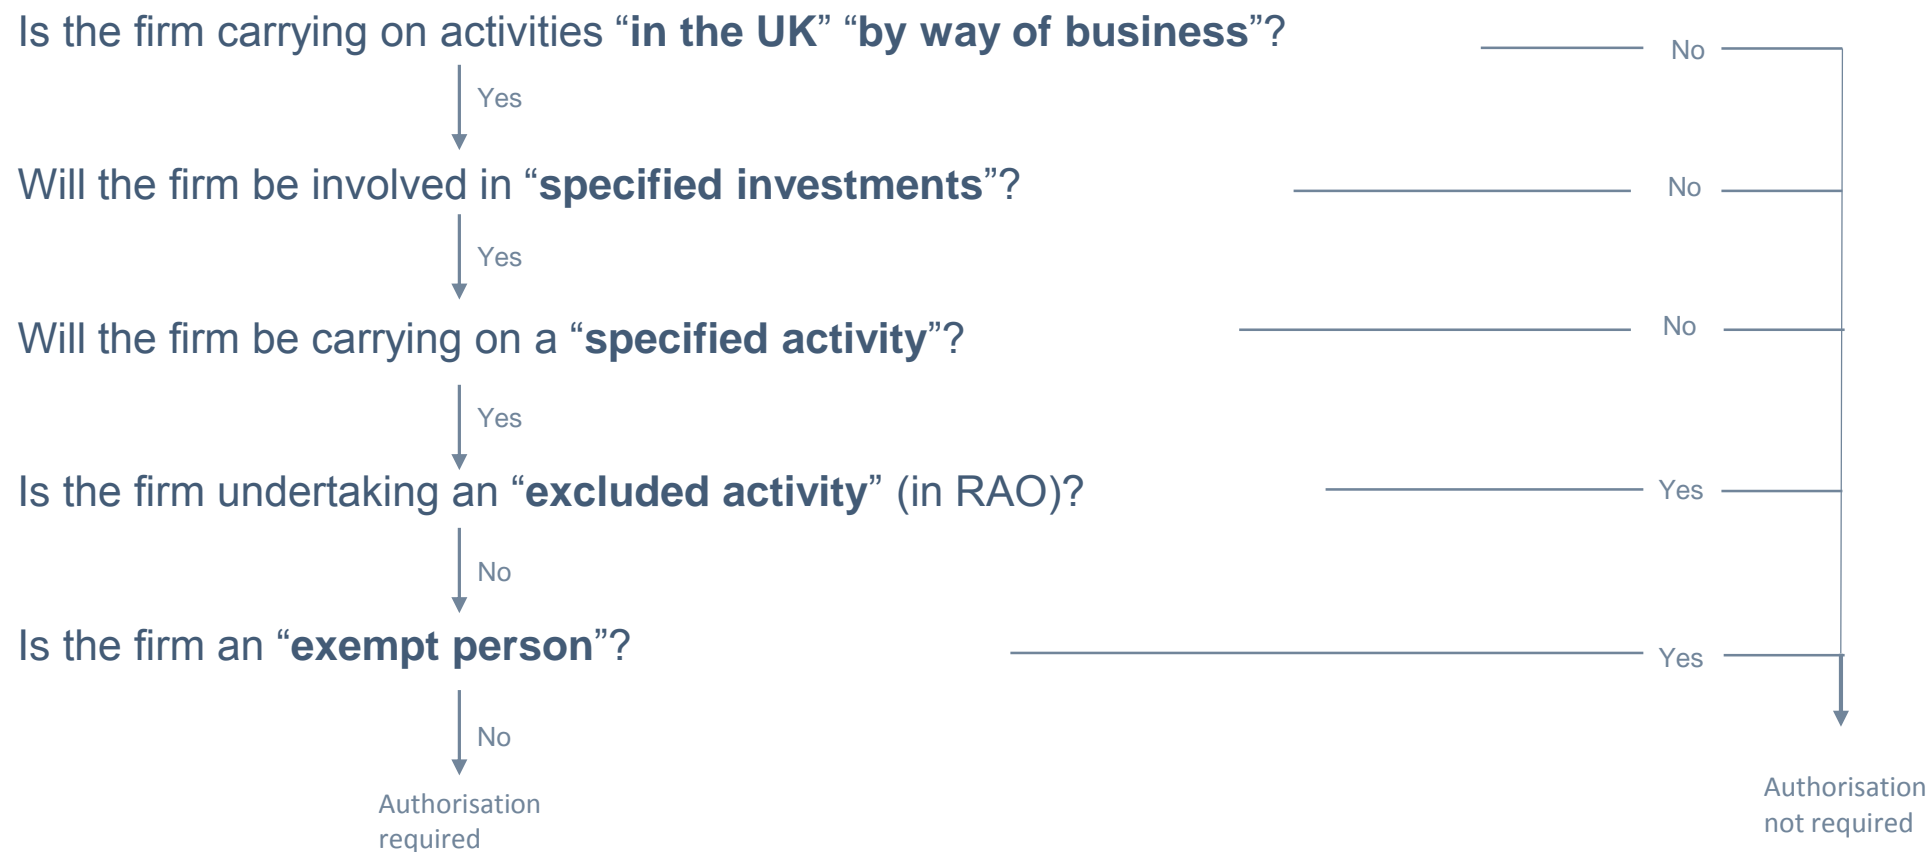 Is the firm carrying on activities “in the UK” “by way of business”?
No
Yes
Will the firm be involved in “specified investments”?
No
Yes
Will the firm be carrying on a “specified activity”?
No
Yes
Is the firm undertaking an “excluded activity” (in RAO)?
Yes
No
Is the firm an “exempt person”?
Yes
No
Authorisation
required
Authorisation
not required